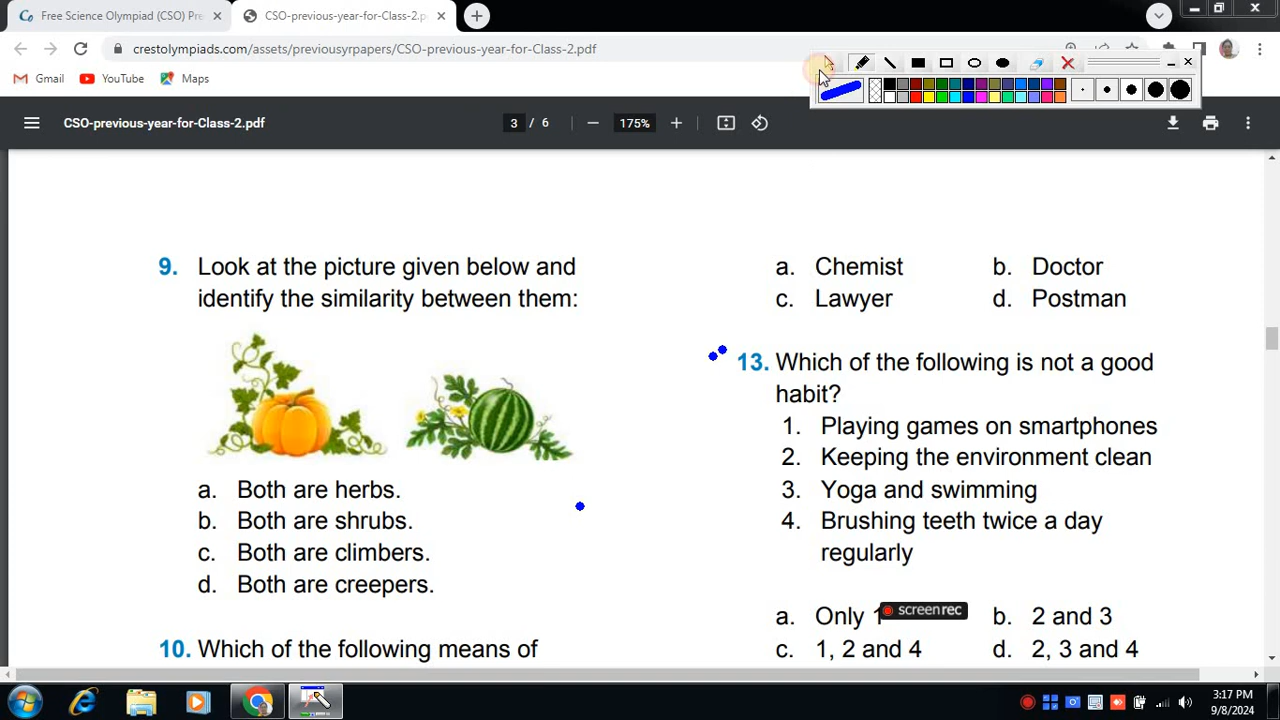 Free Science Olympiad (CSO) Pre
CSO-previous-year-for-Class-2.p
crestolympiads.com/assets/previousyrpapers/CSO-previous-year-for-Class-2.pdf
Gmail
YouTube
Maps
CSO-previous-year-for-Class-2.pdf
3 / 6
175%
9. Look at the picture given below and
identify the similarity between them:
a. Both are herbs.
b. Both are shrubs.
c. Both are climbers.
d. Both are creepers.
10. Which of the following means of
a. Chemist b. Doctor
c. Lawyer d. Postman
13. Which of the following is not a good
habit?
1. Playing games on smartphones
2. Keeping the environment clean
3. Yoga and swimming
4. Brushing teeth twice a day
regularly
a. Only 1 b. 2 and 3
screenrec
c. 1, 2 and 4 d. 2, 3 and 4
3:17 PM
9/8/2024